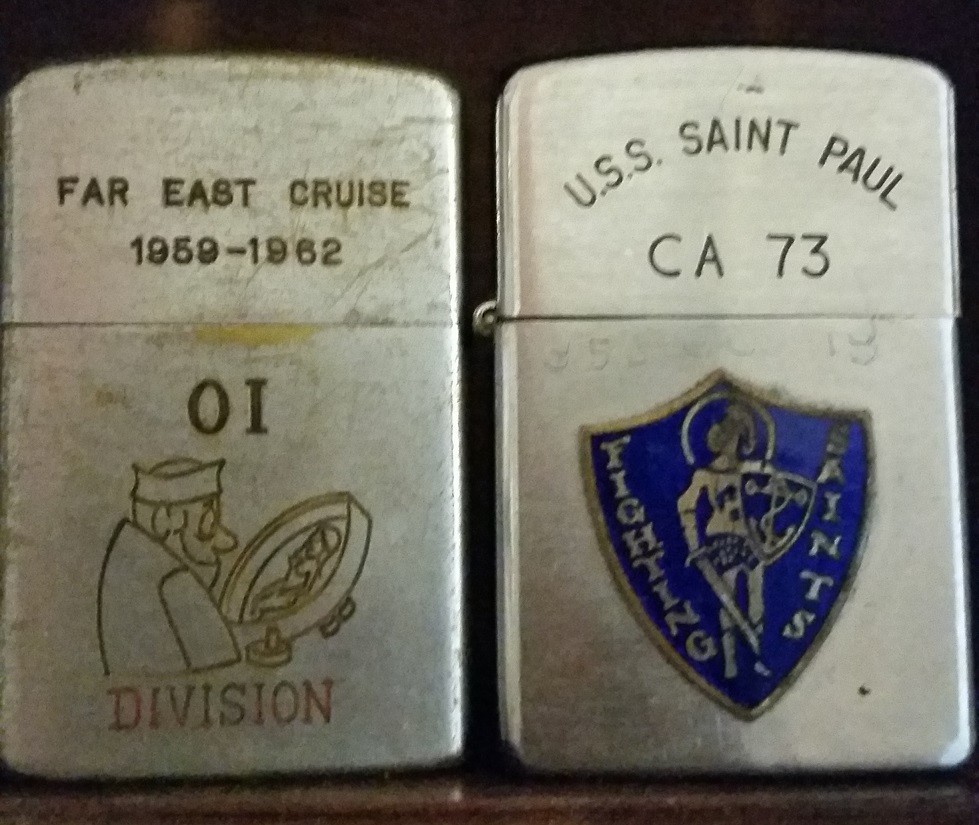 FAR EAST CRUISE
1959-1962
OI
DIVISION
U.S.S. SAINT PAUL
CA 73
FIGHTING
SAINTS